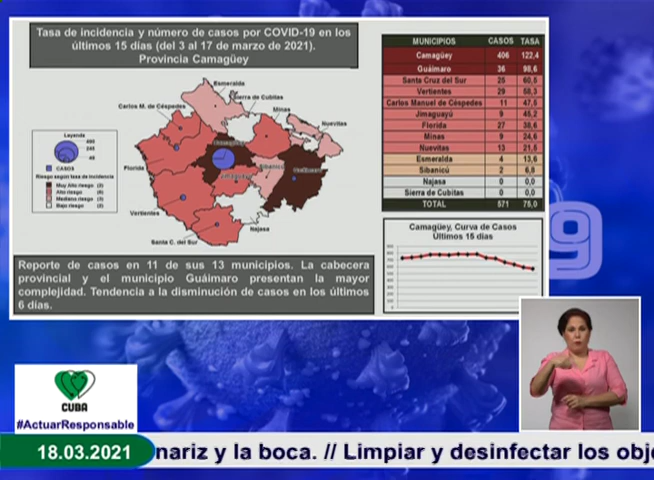 Tasa de incidencia y número de casos por COVID-19 en los
últimos 15 días (del 3 al 17 de marzo de 2021).
Provincia Camagüey
MUNICIPIOS CASOS TASA
Camagüey 406 122,4
Guáimaro 36 98,6
Santa Cruz del Sur 25 60,5
Vertientes 29 58,3
Carlos Manuel de Céspedes 11 47,5
Jimaguayú 9 45,2
Florida 27 38,6
Minas 9 24,6
Nuevitas 13 21,5
Esmeralda 4 13,8
Sibanicú 2 6,8
Najasa 0 0,0
Sierra de Cubitas 0 0,0
TOTAL 571 75,0
Esmeralda
Sierra de Cubitas
Carlos M. de Céspedes
Minas
Nuevitas
Florida
Sibanicú
Jimaguayú
Vertientes
Najasa
Santa C. del Sur
Leyenda
CASOS
Riesgo según tasa de incidencia
Muy Alto riesgo (2)
Alto riesgo (6)
Mediano riesgo (3)
Bajo riesgo (2)
Camagüey, Curva de Casos
Últimos 15 días
Reporte de casos en 11 de sus 13 municipios. La cabecera
provincial y el municipio Guáimaro presentan la mayor
complejidad. Tendencia a la disminución de casos en los últimos
6 días.
9
CUBA
#ActuarResponsable
18.03.2021 nariz y la boca. // Limpiar y desinfectar los obj